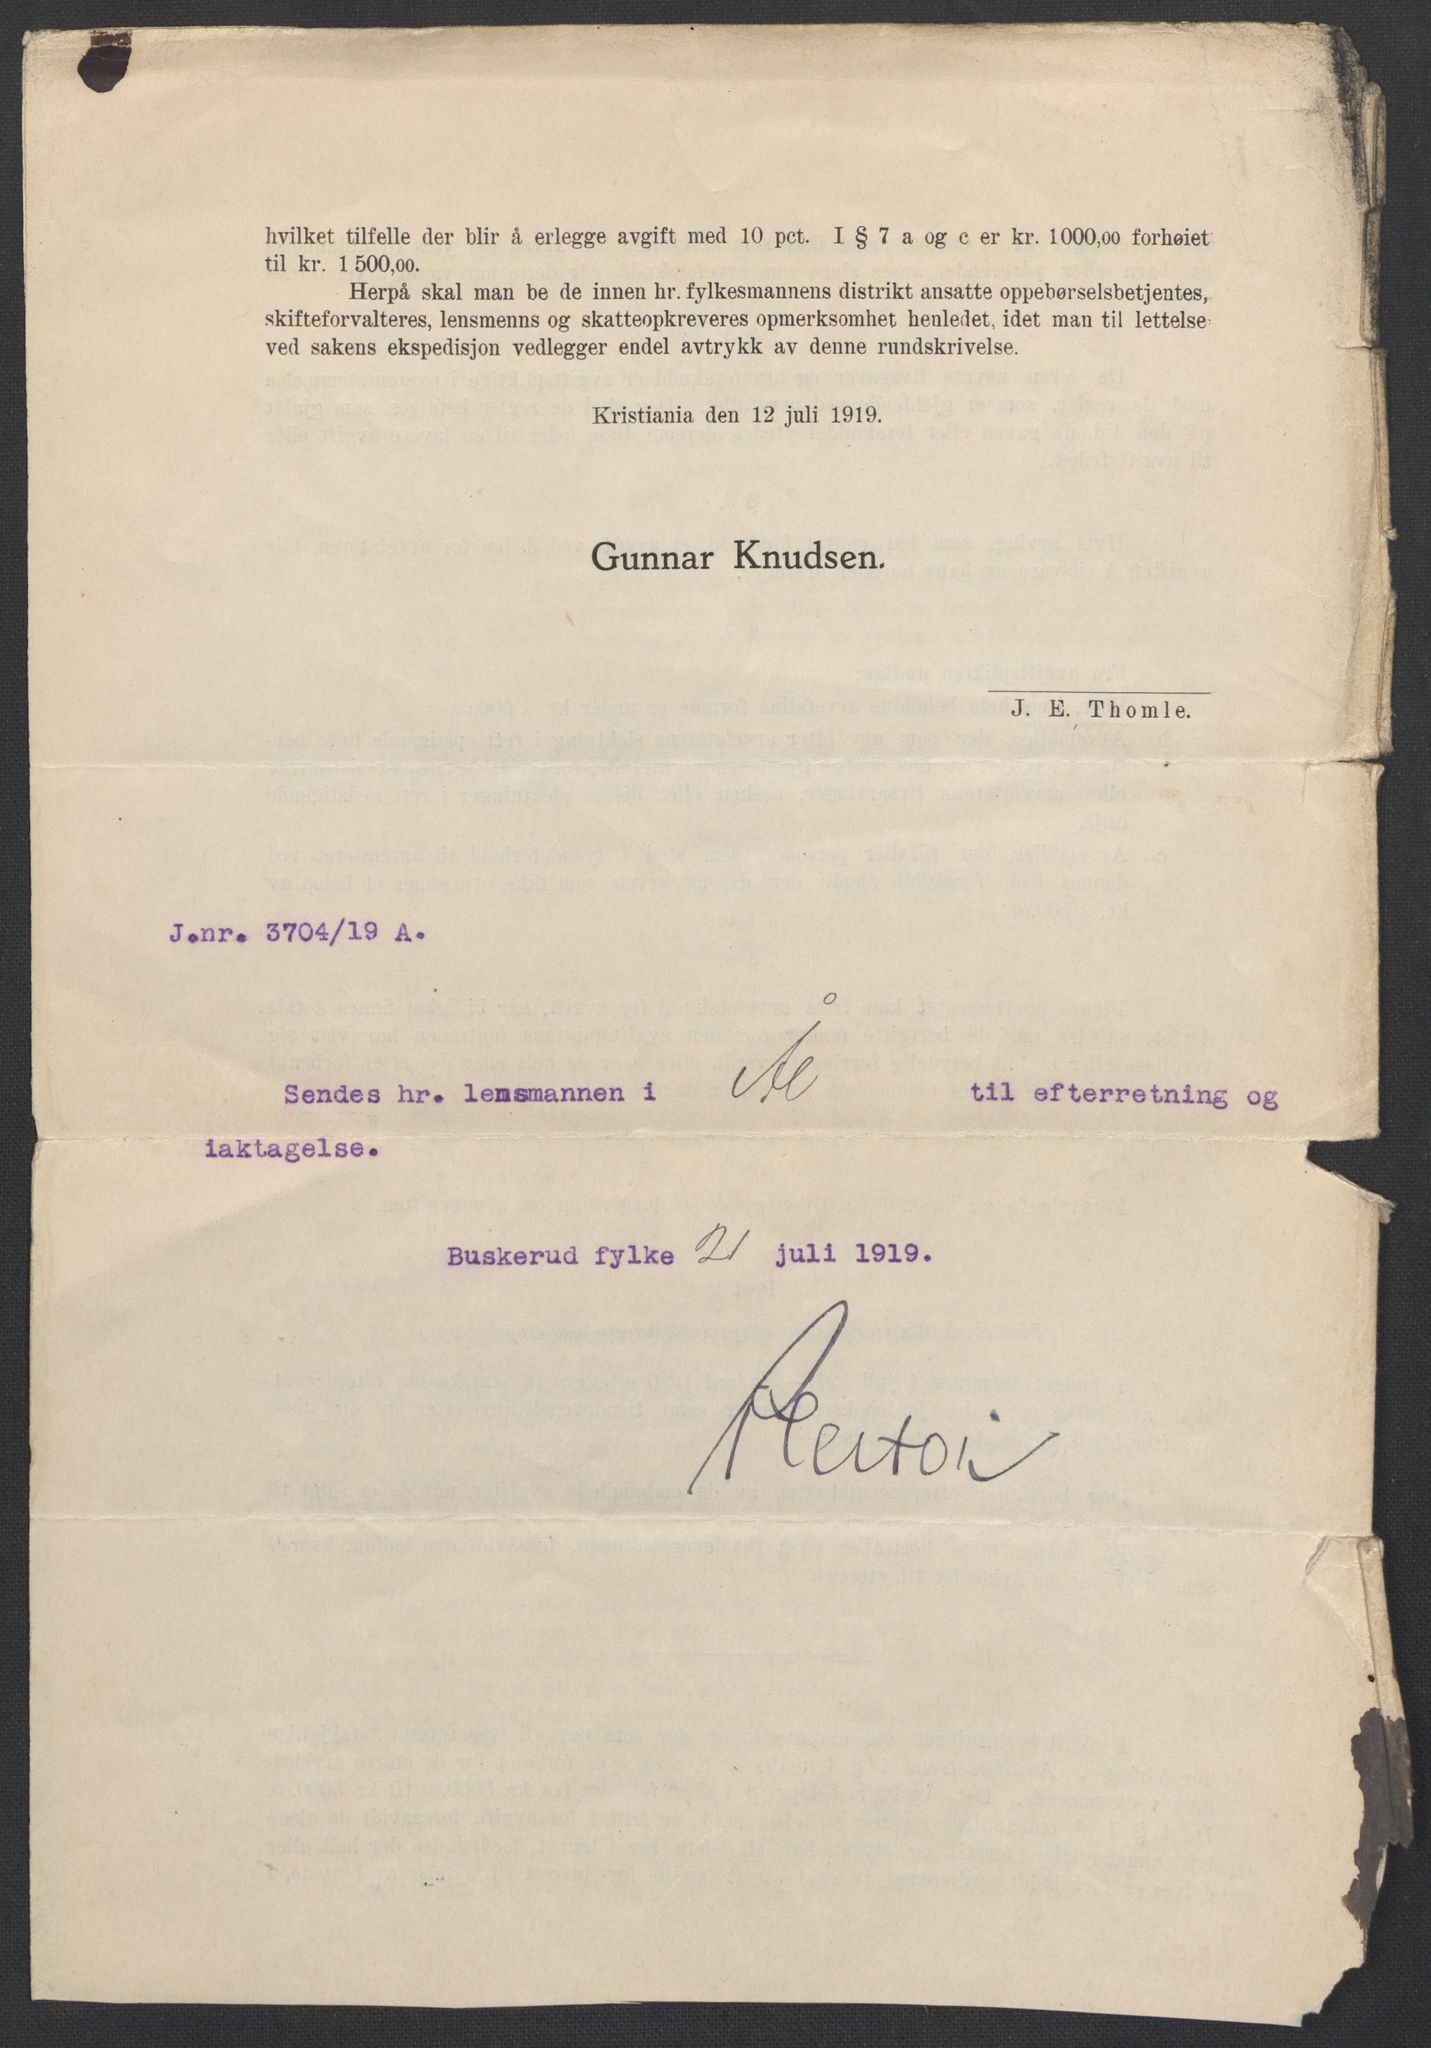 hvilket tilfelle der blir å erlegge avgift med 10 pct. I § 7 a og c er kr. 1000,00 forhøiet
til kr. 1 500,00.
Herpå skal man be de innen hr. fylkesmannens distrikt ansatte oppebørselsbetjentes,
skifteforvalteres, lensmenns og skatteopkreveres opmerksomhet henledet, idet man til lettelse
ved sakens ekspedisjon vedlegger endel avtrykk av denne rundskrivelse.
Kristiania den 12 juli 1919.
Gunnar Knudsen.
J. E. Thomle.
J.nr. 3704/19 A.
Sendes hr. lensmannen i Ål til efterretning og
iaktagelse.
Buskerud fylke 21 juli 1919.